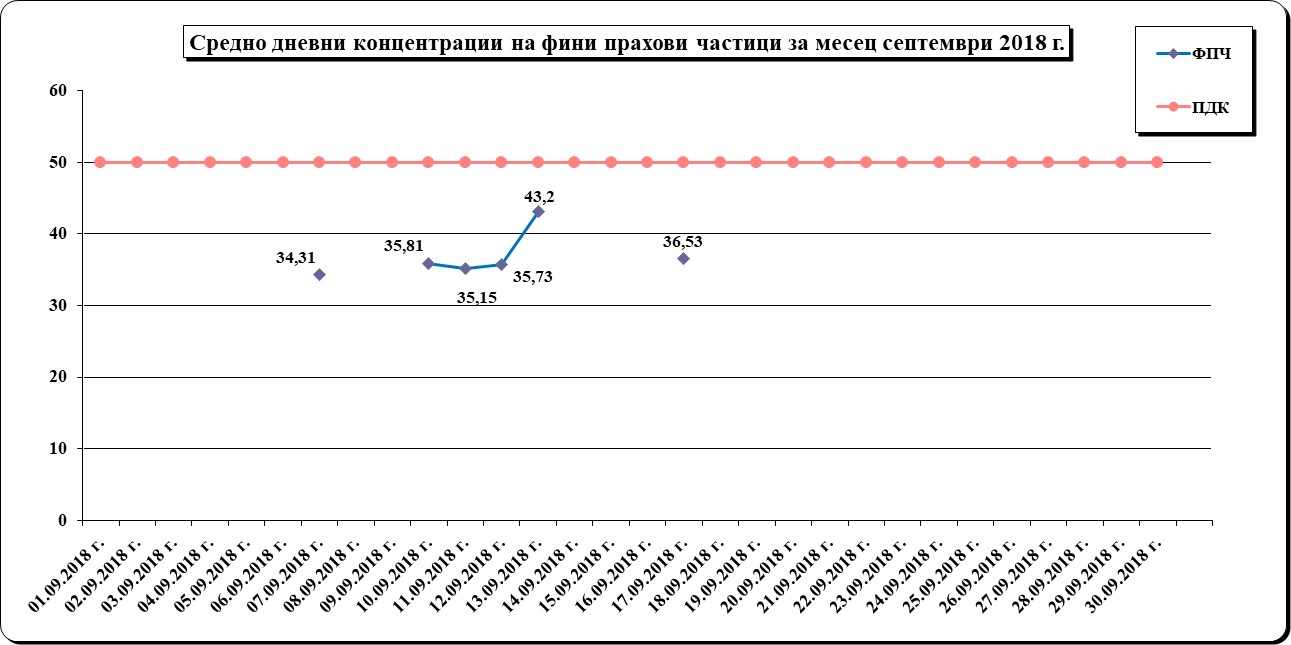 Средно дневни концентрации на фини прахови частици за месец септември 2018 г.
ФПЧ
ПДК
60
50
40
30
20
10
0
34,31
35,81
35,15
35,73
43,2
36,53
01.09.2018 г.
02.09.2018 г.
03.09.2018 г.
04.09.2018 г.
05.09.2018 г.
06.09.2018 г.
07.09.2018 г.
08.09.2018 г.
09.09.2018 г.
10.09.2018 г.
11.09.2018 г.
12.09.2018 г.
13.09.2018 г.
14.09.2018 г.
15.09.2018 г.
16.09.2018 г.
17.09.2018 г.
18.09.2018 г.
19.09.2018 г.
20.09.2018 г.
21.09.2018 г.
22.09.2018 г.
23.09.2018 г.
24.09.2018 г.
25.09.2018 г.
26.09.2018 г.
27.09.2018 г.
28.09.2018 г.
29.09.2018 г.
30.09.2018 г.